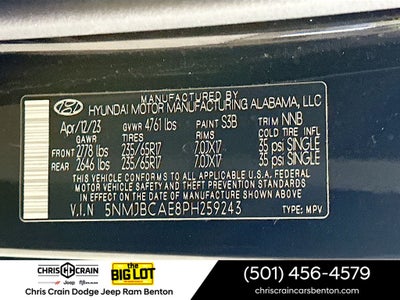 MANUFACTURED BY
HYUNDAI MOTOR MANUFACTURING ALABAMA, LLC
Apr/12/23 GVWR 4761 lbs PAINT S3B TRIM NNB
GAWR TIRES RIMS COLD INFL
FRONT 2778 lbs 235/65R17 7.0JX17 35 psi SINGLE
REAR 2646 lbs 235/65R17 7.0JX17 35 psi SINGLE
THIS VEHICLE CONFORMS TO ALL APPLICABLE U.S.A. FEDERAL
MOTOR VEHICLE SAFETY AND THEFT PREVENTION STANDARDS
IN EFFECT ON THE DATE OF MANUFACTURE SHOWN ABOVE
V.I.N 5NMJBCAE8PH259243 TYPE: MPV
CHRIS CRAIN
Jeep Ram
the BIG LOT
Chris Crain Dodge Jeep Ram Benton
(501) 456-4579
chriscraincarsbenton.com